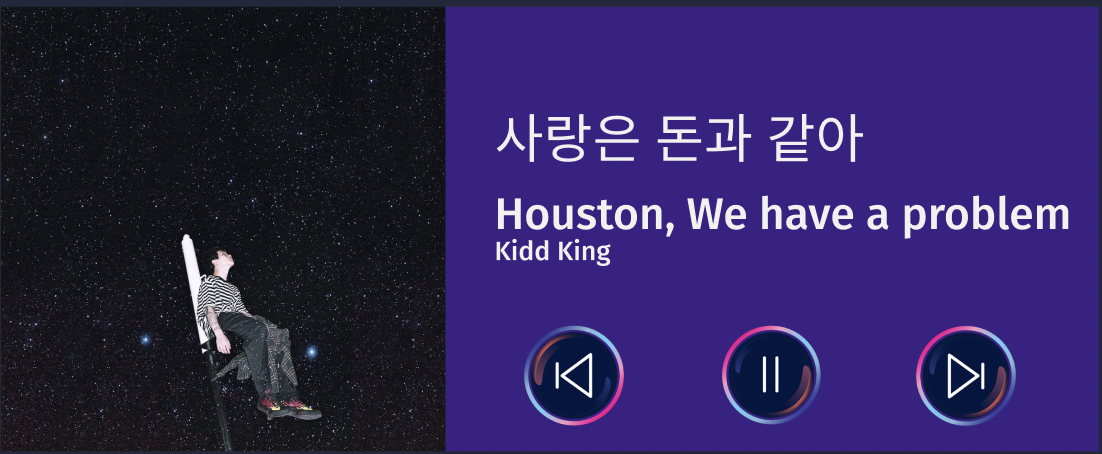 사랑은 돈과 같아
Houston, We have a problem
Kidd King